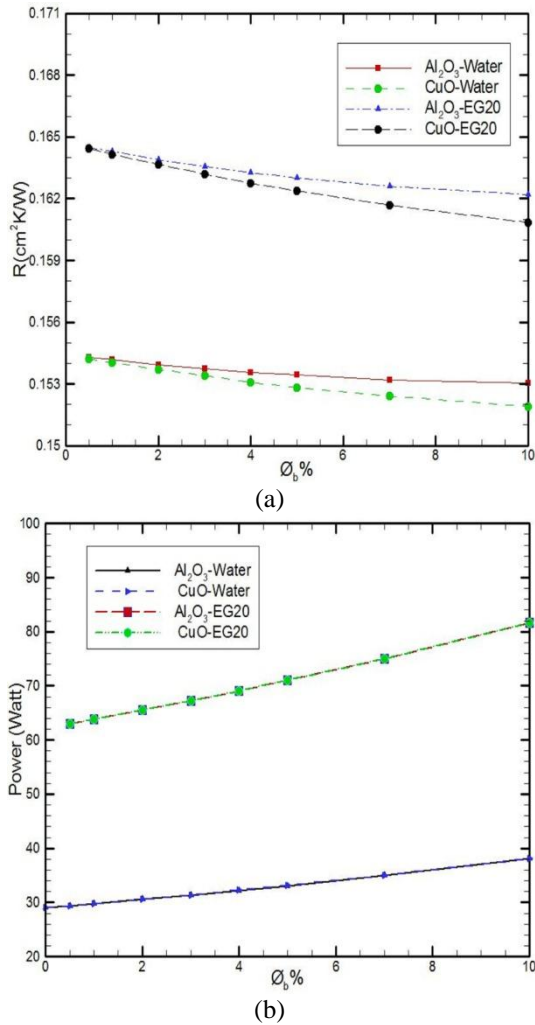 0.171
0.168
0.165
0.162
0.159
0.156
0.153
0.15
R(cm²K/W)
Al₂O₃-Water
CuO-Water
Al₂O₃-EG20
CuO-EG20
0 2 4 6 8 10
Øb%
(a)
100
90
80
70
60
50
40
30
20
Power (Watt)
Al₂O₃-Water
CuO-Water
Al₂O₃-EG20
CuO-EG20
0 2 4 6 8 10
Øb%
(b)